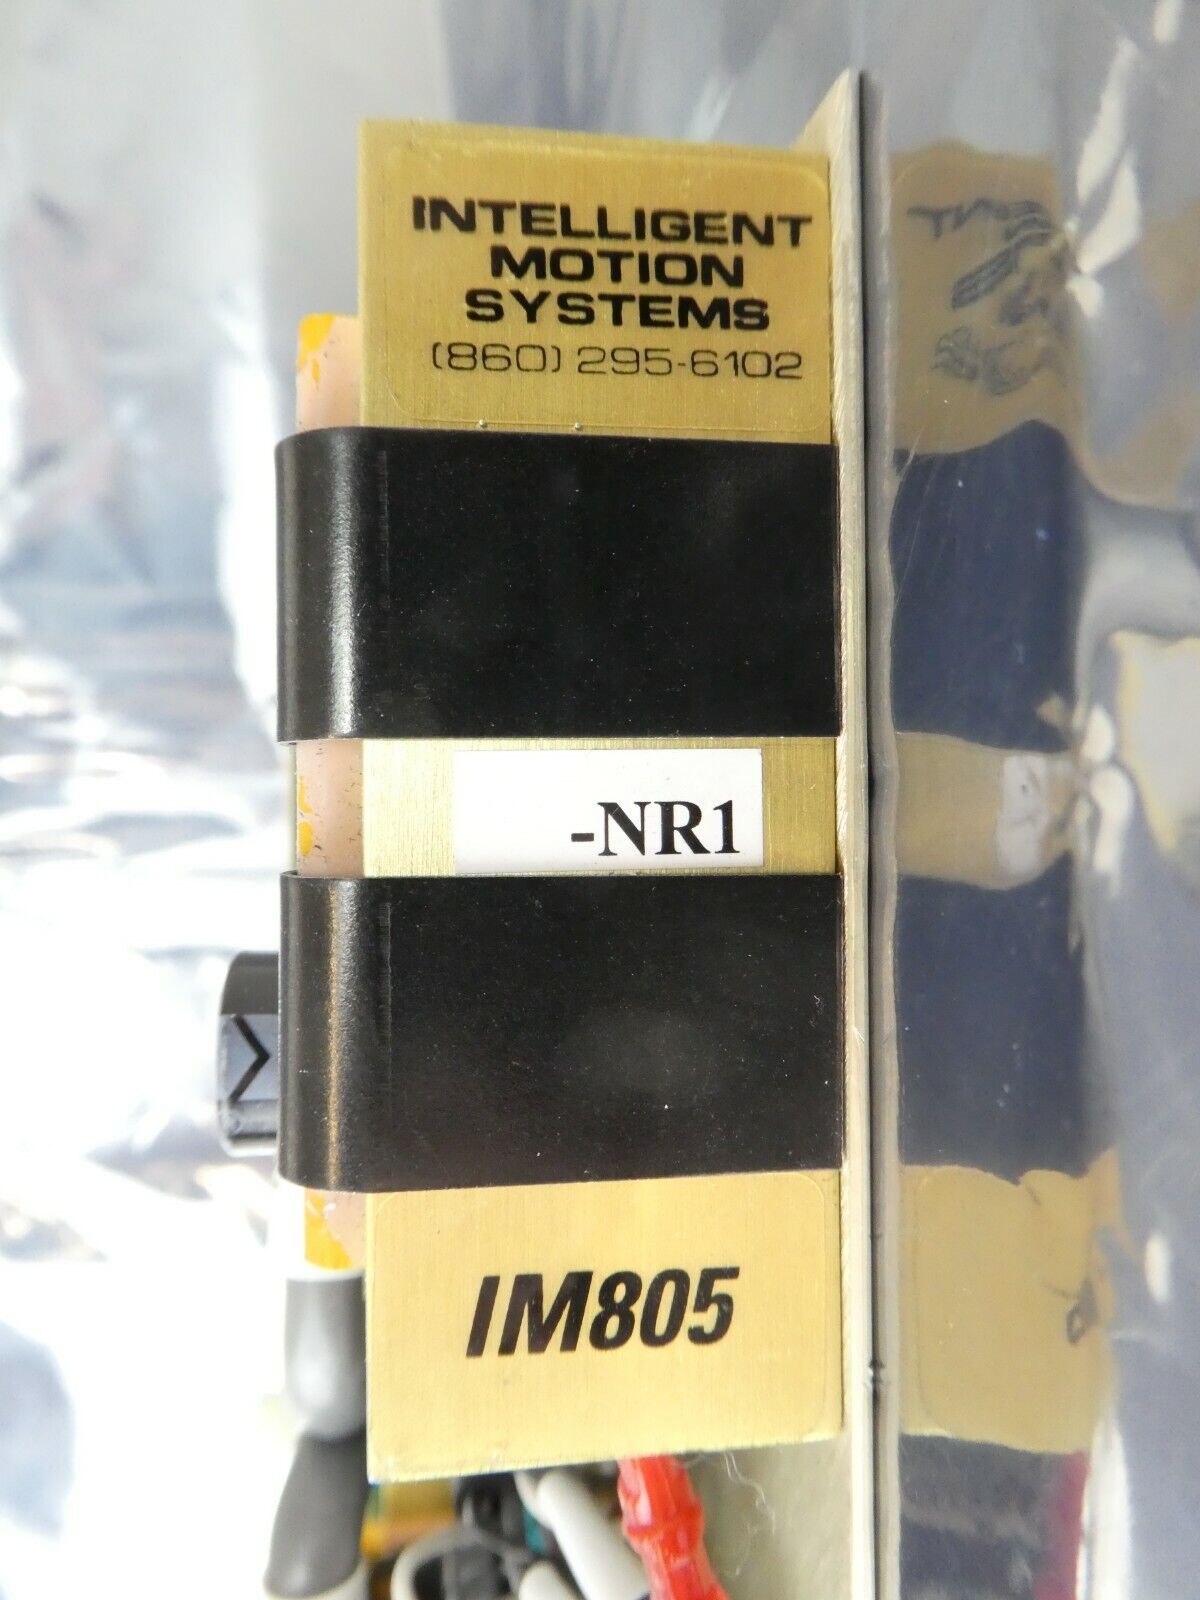 INTELLIGENT
MOTION
SYSTEMS
(860) 295-6102
-NR1
IM805